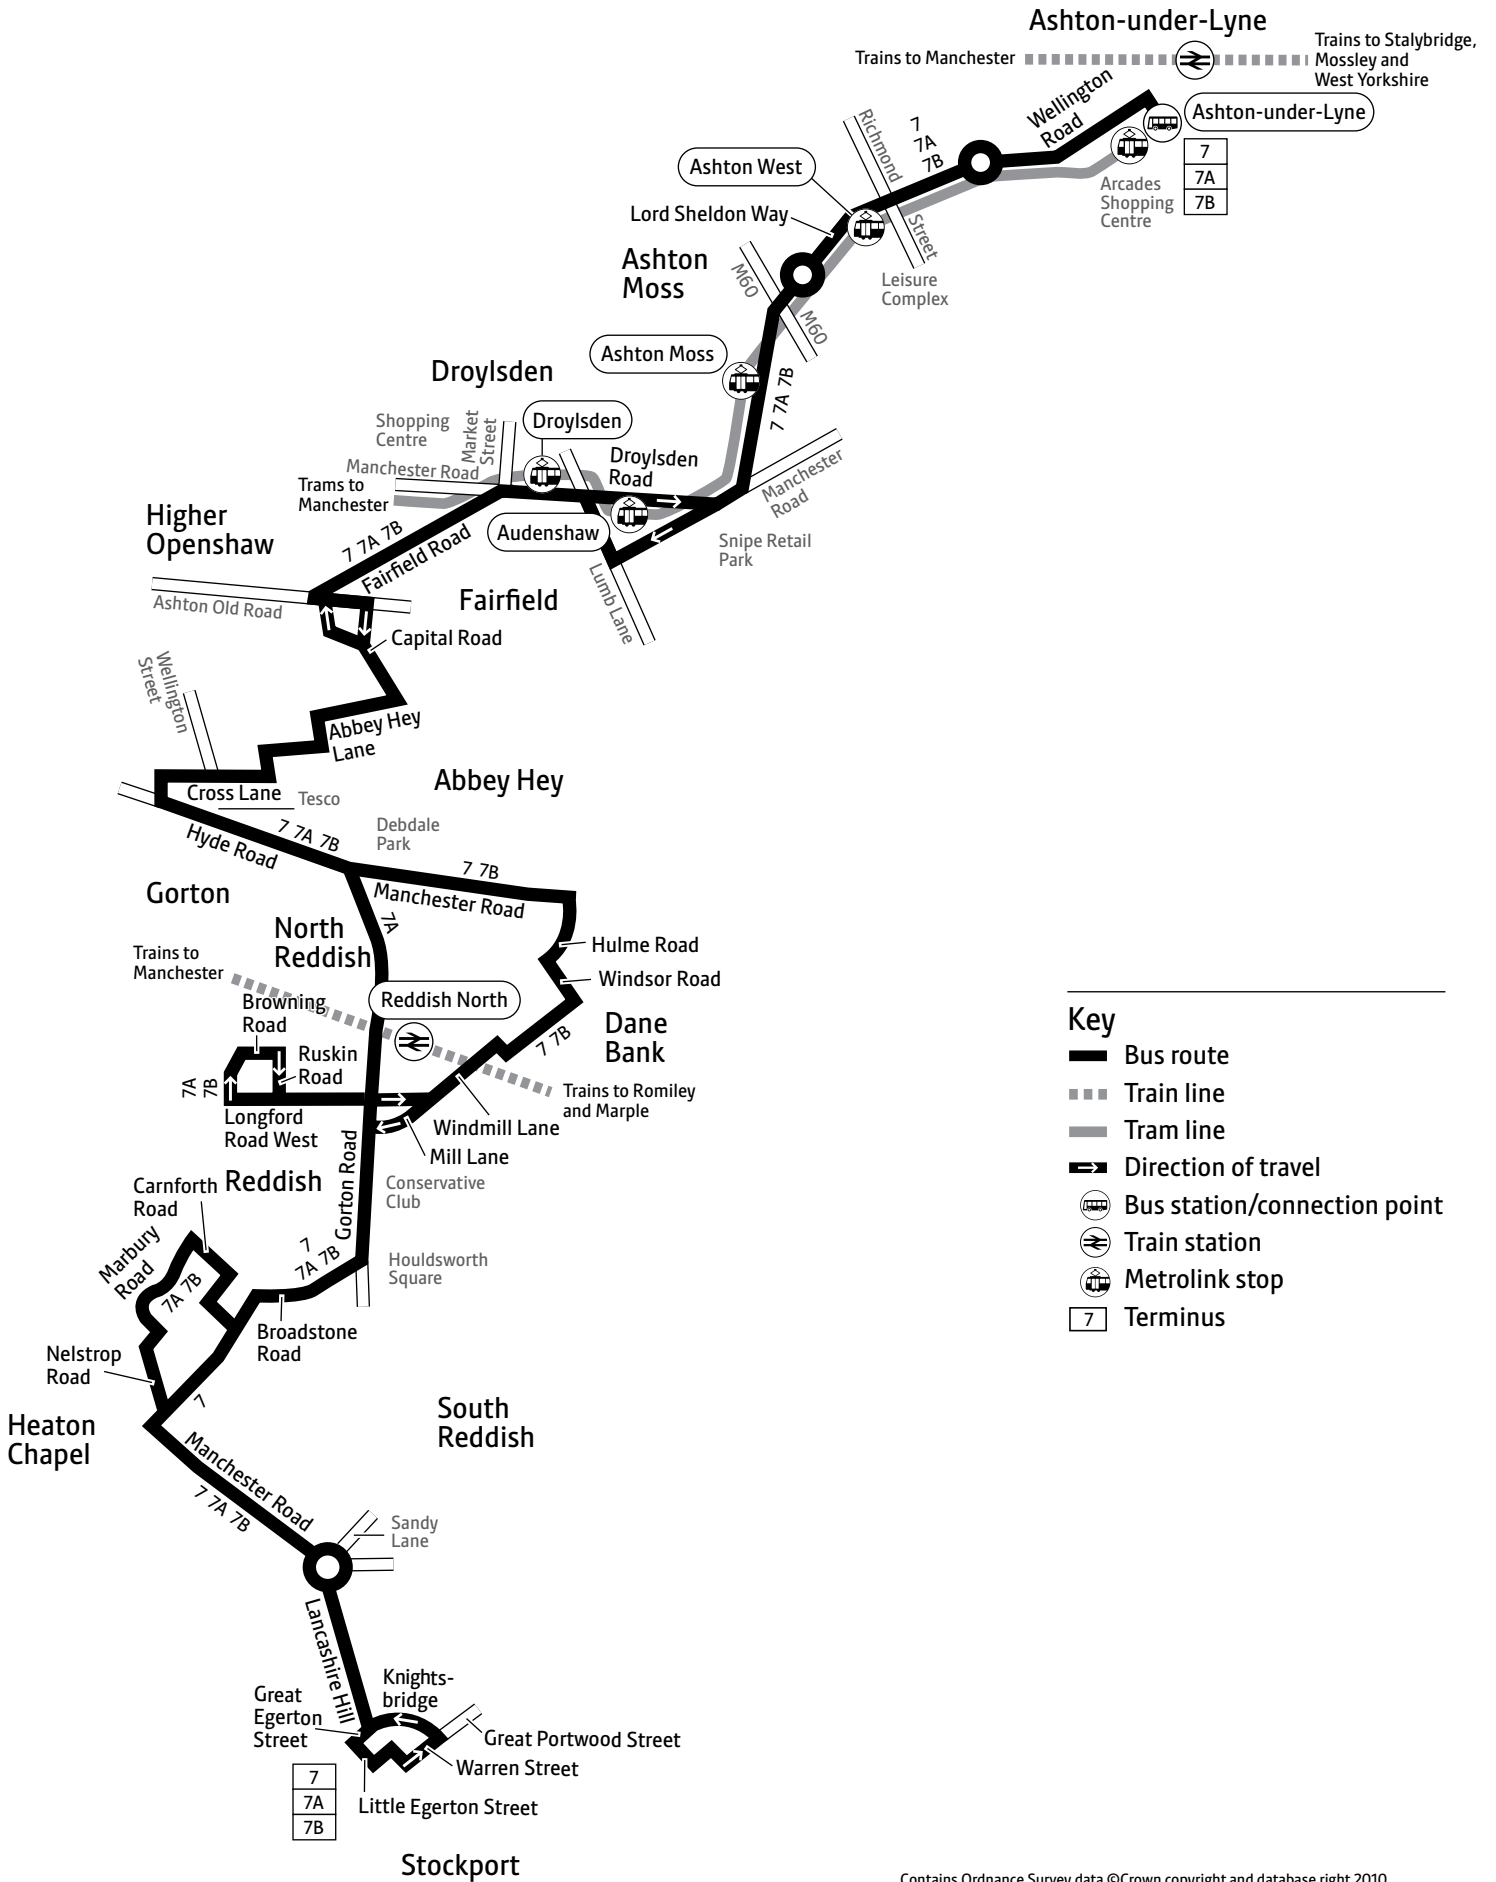 Ashton-under-Lyne
Trains to Manchester
Trains to Stalybridge,
Mossley and
West Yorkshire
Wellington
Road
Ashton-under-Lyne
7
7A
7B
Arcades
Shopping
Centre
Richmond
Street
7
7A
7B
Ashton West
Lord Sheldon Way
Ashton
Moss
M60
M60
Leisure
Complex
Ashton Moss
7 7A 7B
Droylsden
Shopping
Centre
Market
Street
Droylsden
Manchester Road
Droylsden
Road
Trams to
Manchester
Manchester
Road
Higher
Openshaw
7 7A 7B
Fairfield Road
Audenshaw
Snipe Retail
Park
Lumb Lane
Ashton Old Road
Fairfield
Capital Road
Wellington
Street
Abbey Hey
Lane
Abbey Hey
Cross Lane
Tesco
Hyde Road
7 7A 7B
Debdale
Park
7 7B
Manchester Road
Gorton
7A
North
Reddish
Hulme Road
Trains to
Manchester
Windsor Road
Reddish North
Browning
Road
Dane
Bank
7 7B
Ruskin
Road
7A
7B
Trains to Romiley
and Marple
Longford
Road West
Windmill Lane
Mill Lane
Gorton Road
Reddish
Conservative
Club
Carnforth
Road
Marbury
Road
7A 7B
7
7A 7B
Houldsworth
Square
Broadstone
Road
Nelstrop
Road
7
Heaton
Chapel
South
Reddish
Manchester Road
7 7A 7B
Sandy
Lane
Lancashire Hill
Knights-
bridge
Great
Egerton
Street
Great Portwood Street
Warren Street
7
7A
7B
Little Egerton Street
Stockport
Key
Bus route
Train line
Tram line
Direction of travel
Bus station/connection point
Train station
Metrolink stop
7
Terminus
Contains Ordnance Survey data ©Crown copyright and database right 2010